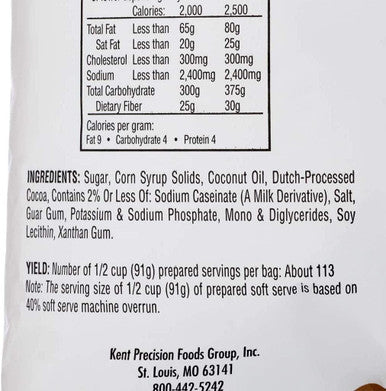 Calories: 2,000 2,500
Total Fat Less than 65g 80g
Sat Fat Less than 20g 25g
Cholesterol Less than 300mg 300mg
Sodium Less than 2,400mg 2,400mg
Total Carbohydrate 300g 375g
Dietary Fiber 25g 30g
Calories per gram:
Fat 9 • Carbohydrate 4 • Protein 4
INGREDIENTS: Sugar, Corn Syrup Solids, Coconut Oil, Dutch-Processed
Cocoa, Contains 2% Or Less Of: Sodium Caseinate (A Milk Derivative), Salt,
Guar Gum, Potassium & Sodium Phosphate, Mono & Diglycerides, Soy
Lecithin, Xanthan Gum.
YIELD: Number of 1/2 cup (91g) prepared servings per bag: About 113
Note: The serving size of 1/2 cup (91g) of prepared soft serve is based on
40% soft serve machine overrun.
Kent Precision Foods Group, Inc.
St. Louis, MO 63141
800-442-5242